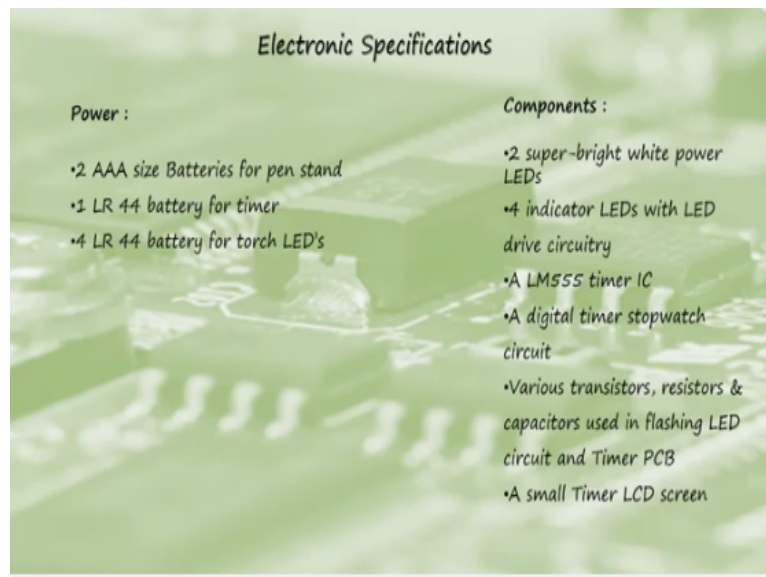 Electronic Specifications
Power :
•2 AAA size Batteries for pen stand
•1 LR 44 battery for timer
•4 LR 44 battery for torch LED's
Components :
•2 super-bright white power
LEDs
•4 indicator LEDs with LED
drive circuitry
•A LM555 timer IC
•A digital timer stopwatch
circuit
•Various transistors, resistors &
capacitors used in flashing LED
circuit and Timer PCB
•A small Timer LCD screen